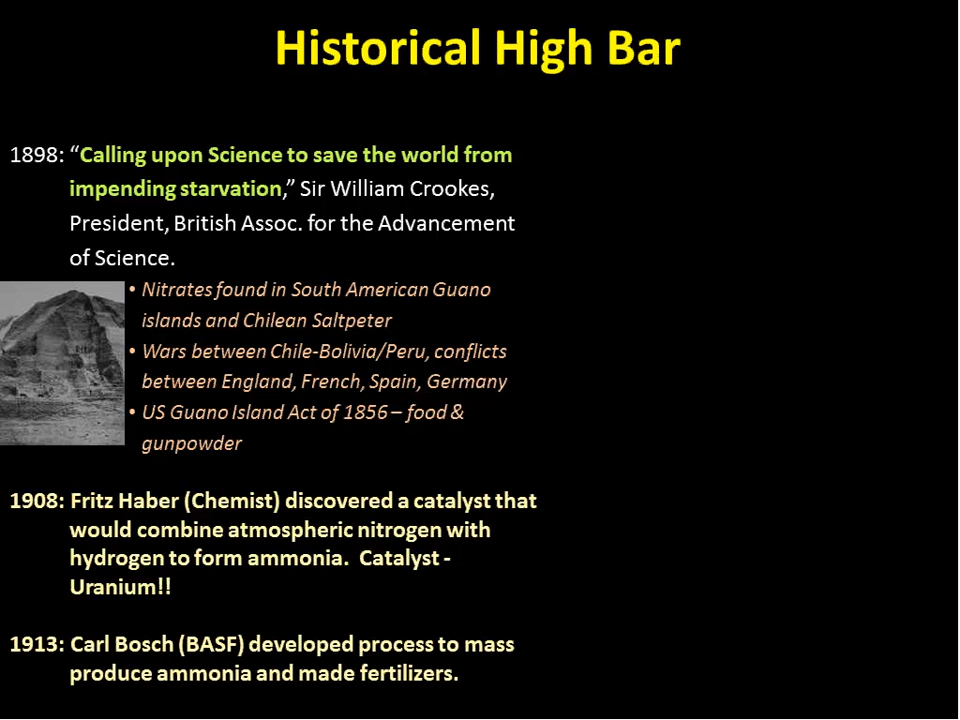 Historical High Bar
1898: “Calling upon Science to save the world from
impending starvation,” Sir William Crookes,
President, British Assoc. for the Advancement
of Science.
• Nitrates found in South American Guano
islands and Chilean Saltpeter
• Wars between Chile-Bolivia/Peru, conflicts
between England, French, Spain, Germany
• US Guano Island Act of 1856 – food &
gunpowder
1908: Fritz Haber (Chemist) discovered a catalyst that
would combine atmospheric nitrogen with
hydrogen to form ammonia. Catalyst -
Uranium!!
1913: Carl Bosch (BASF) developed process to mass
produce ammonia and made fertilizers.